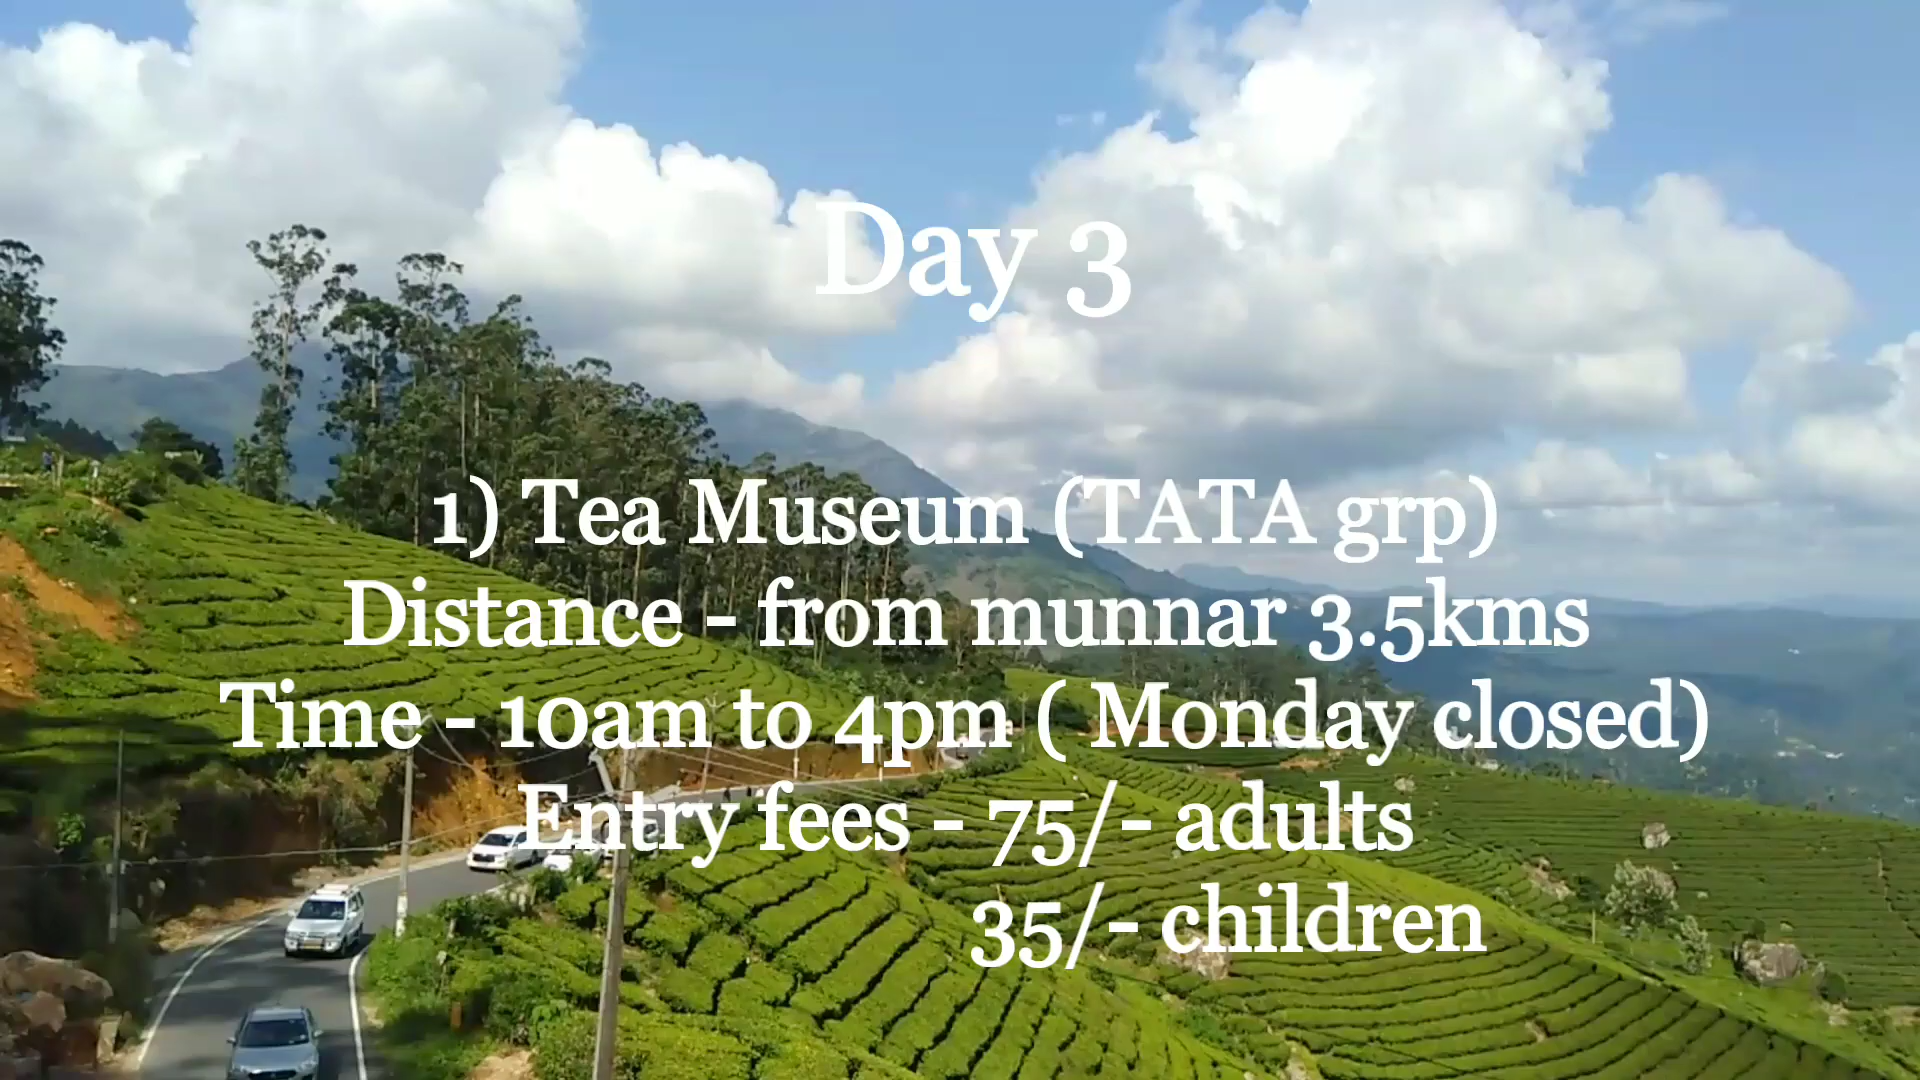 Day 3
1) Tea Museum (TATA grp)
Distance - from munnar 3.5kms
Time - 10am to 4pm ( Monday closed)
Entry fees - 75/- adults
35/- children